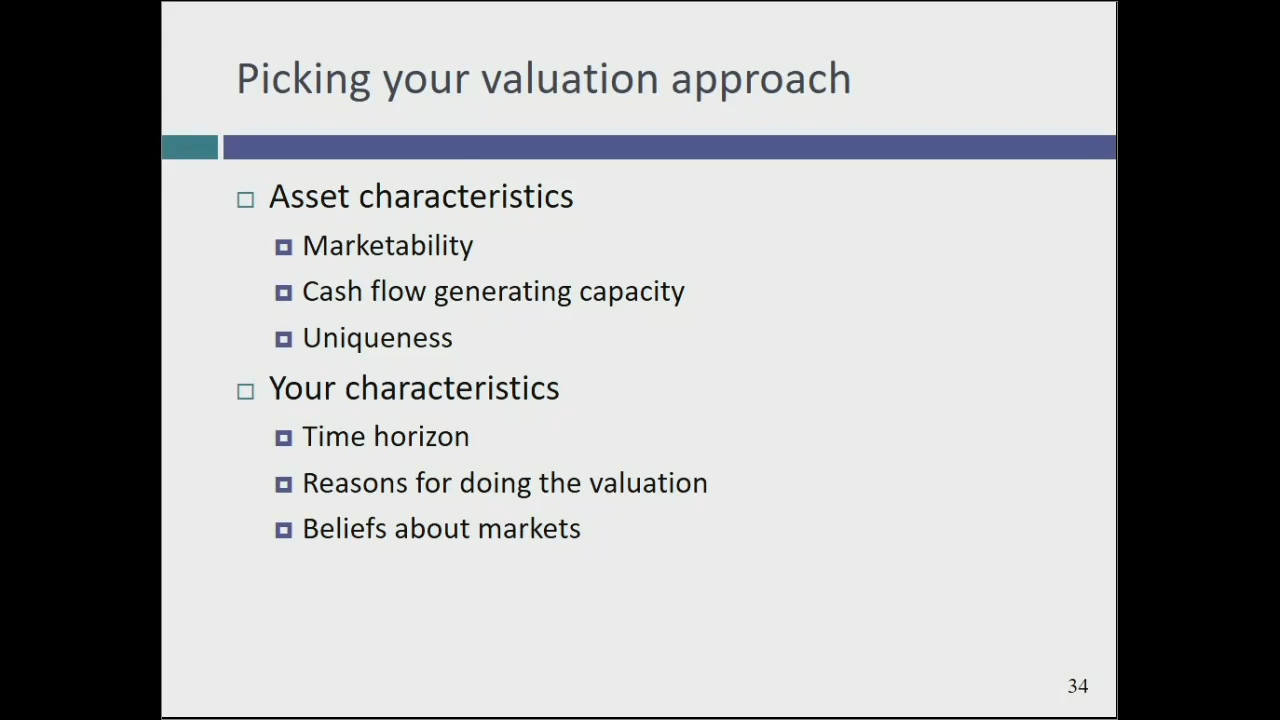 Picking your valuation approach
Asset characteristics
Marketability
Cash flow generating capacity
Uniqueness
Your characteristics
Time horizon
Reasons for doing the valuation
Beliefs about markets
34